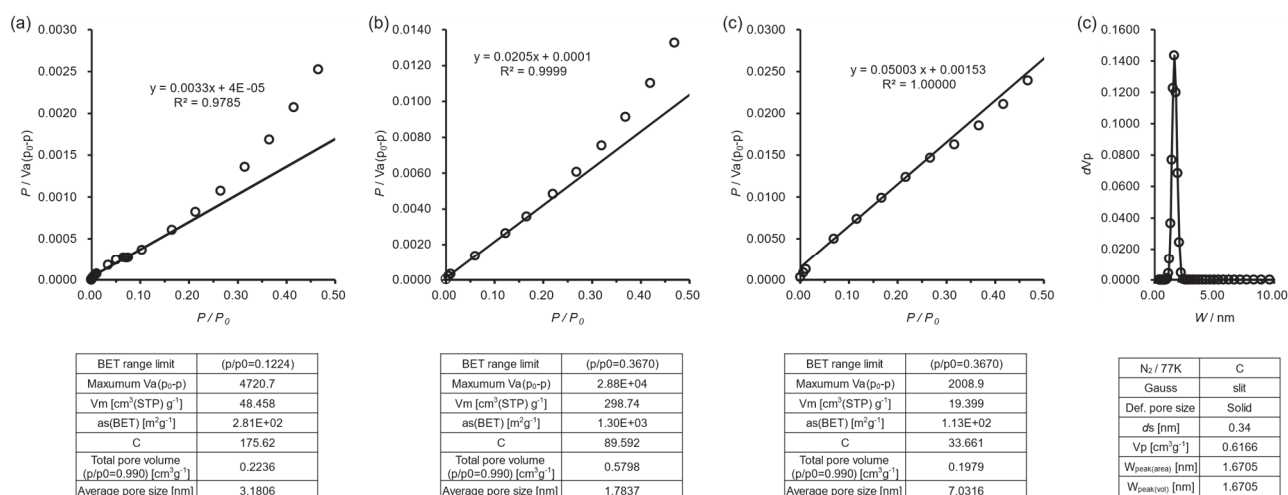 (a)
0.0030
0.0025
0.0020
0.0015
0.0010
0.0005
0.0000
P / Va(p₀-p)
y = 0.0033x + 4E-05
R² = 0.9785
0.00 0.10 0.20 0.30 0.40 0.50
P / P₀
(b)
0.0140
0.0120
0.0100
0.0080
0.0060
0.0040
0.0020
0.0000
P / Va(p₀-p)
y = 0.0205x + 0.0001
R² = 0.9999
0.00 0.10 0.20 0.30 0.40 0.50
P / P₀
(c)
0.0300
0.0250
0.0200
0.0150
0.0100
0.0050
0.0000
P / Va(p₀-p)
y = 0.05003 x + 0.00153
R² = 1.00000
0.00 0.10 0.20 0.30 0.40 0.50
P / P₀
(c)
0.1600
0.1400
0.1200
0.1000
0.0800
0.0600
0.0400
0.0200
0.0000
dVp
0.00 5.00 10.00
W / nm
BET range limit (p/p0=0.1224)
Maxumum Va(p₀-p) 4720.7
Vm [cm³(STP) g⁻¹] 48.458
as(BET) [m²g⁻¹] 2.81E+02
C 175.62
Total pore volume
(p/p0=0.990) [cm³g⁻¹] 0.2236
Average pore size [nm] 3.1806
BET range limit (p/p0=0.3670)
Maxumum Va(p₀-p) 2.88E+04
Vm [cm³(STP) g⁻¹] 298.74
as(BET) [m²g⁻¹] 1.30E+03
C 89.592
Total pore volume
(p/p0=0.990) [cm³g⁻¹] 0.5798
Average pore size [nm] 1.7837
BET range limit (p/p0=0.3670)
Maxumum Va(p₀-p) 2008.9
Vm [cm³(STP) g⁻¹] 19.399
as(BET) [m²g⁻¹] 1.13E+02
C 33.661
Total pore volume
(p/p0=0.990) [cm³g⁻¹] 0.1979
Average pore size [nm] 7.0316
N₂ / 77K C
Gauss slit
Def. pore size Solid
ds [nm] 0.34
Vp [cm³g⁻¹] 0.6166
Wpeak(area) [nm] 1.6705
Wpeak(vol) [nm] 1.6705